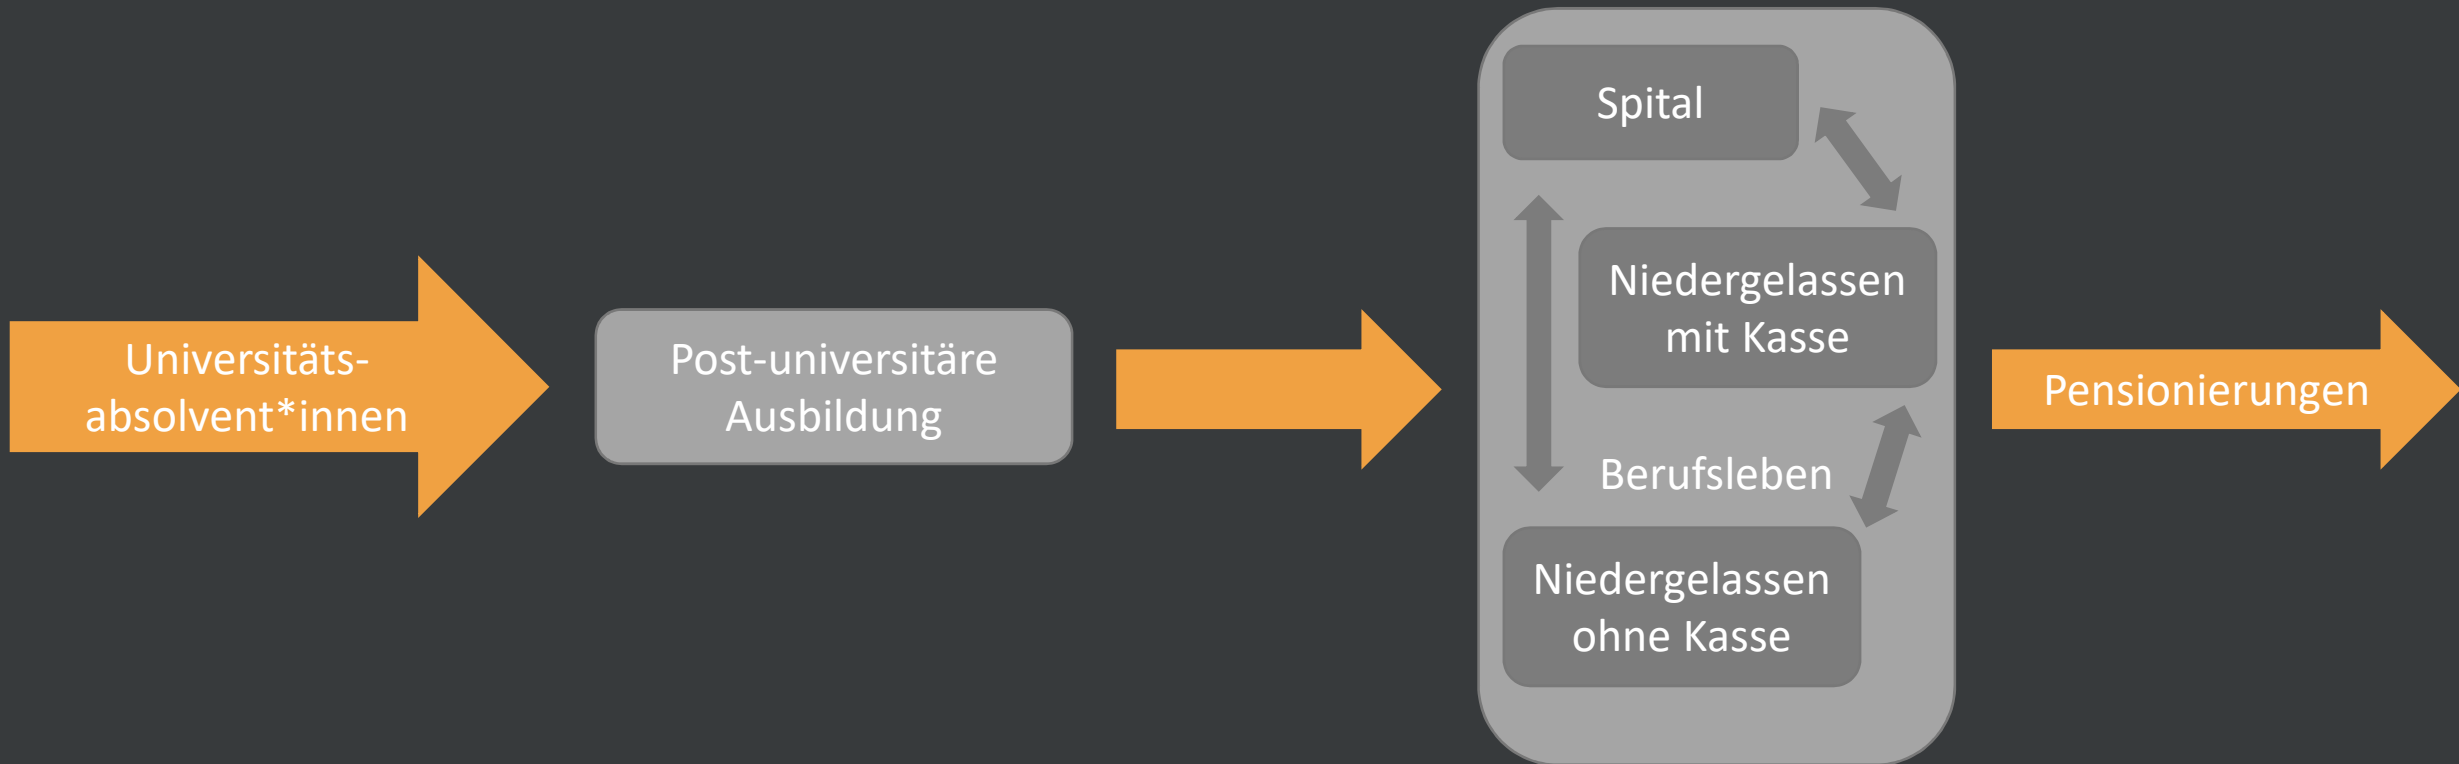 Universitäts-
absolvent*innen
Post-universitäre
Ausbildung
Spital
Niedergelassen
mit Kasse
Berufsleben
Niedergelassen
ohne Kasse
Pensionierungen